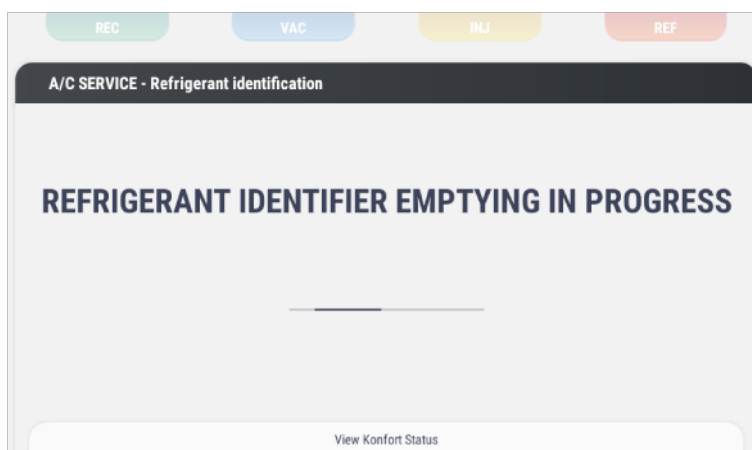 REC VAC INJ REF
A/C SERVICE - Refrigerant identification
REFRIGERANT IDENTIFIER EMPTYING IN PROGRESS
View Konfort Status